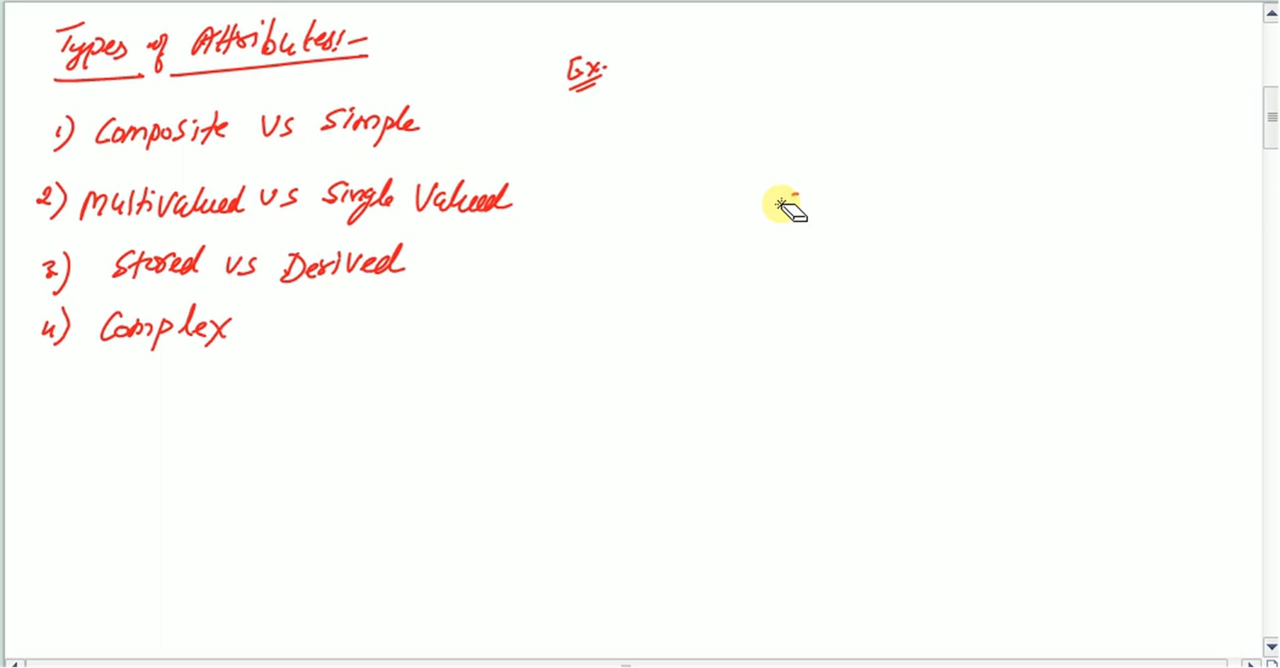 Types of Attributes:-
Ex.
1) Composite Vs Simple
2) Multivalued Vs Single Valued
3) Stored Vs Derived
4) Complex